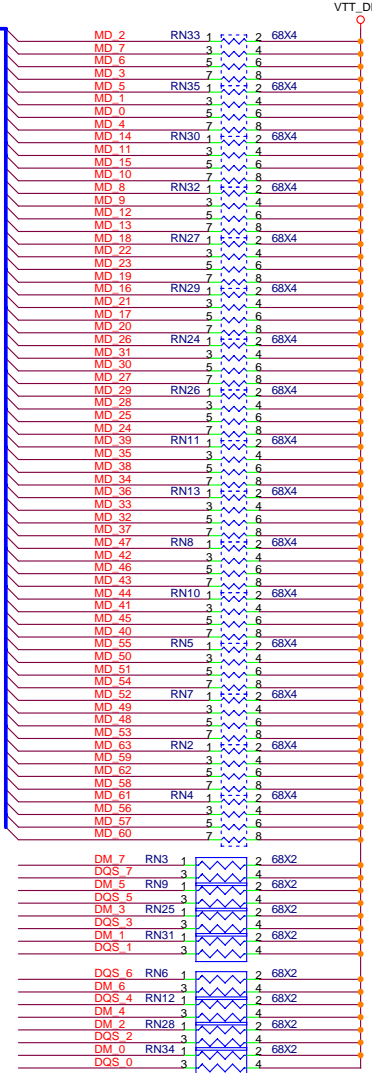 VTT_D
MD_2 RN33 1 2 68X4
MD_7 3 4
MD_6 5 6
MD_3 7 8
MD_5 RN35 1 2 68X4
MD_1 3 4
MD_0 5 6
MD_4 7 8
MD_14 RN30 1 2 68X4
MD_11 3 4
MD_15 5 6
MD_10 7 8
MD_8 RN32 1 2 68X4
MD_9 3 4
MD_12 5 6
MD_13 7 8
MD_18 RN27 1 2 68X4
MD_22 3 4
MD_23 5 6
MD_19 7 8
MD_16 RN29 1 2 68X4
MD_21 3 4
MD_17 5 6
MD_20 7 8
MD_26 RN24 1 2 68X4
MD_31 3 4
MD_30 5 6
MD_27 7 8
MD_29 RN26 1 2 68X4
MD_28 3 4
MD_25 5 6
MD_24 7 8
MD_39 RN11 1 2 68X4
MD_35 3 4
MD_38 5 6
MD_34 7 8
MD_36 RN13 1 2 68X4
MD_33 3 4
MD_32 5 6
MD_37 7 8
MD_47 RN8 1 2 68X4
MD_42 3 4
MD_46 5 6
MD_43 7 8
MD_44 RN10 1 2 68X4
MD_41 3 4
MD_45 5 6
MD_40 7 8
MD_55 RN5 1 2 68X4
MD_50 3 4
MD_51 5 6
MD_54 7 8
MD_52 RN7 1 2 68X4
MD_49 3 4
MD_48 5 6
MD_53 7 8
MD_63 RN2 1 2 68X4
MD_59 3 4
MD_62 5 6
MD_58 7 8
MD_61 RN4 1 2 68X4
MD_56 3 4
MD_57 5 6
MD_60 7 8
DM_7 RN3 1 2 68X2
DQS_7 3 4
DM_5 RN9 1 2 68X2
DQS_5 3 4
DM_3 RN25 1 2 68X2
DQS_3 3 4
DM_1 RN31 1 2 68X2
DQS_1 3 4
DQS_6 RN6 1 2 68X2
DM_6 3 4
DQS_4 RN12 1 2 68X2
DM_4 3 4
DM_2 RN28 1 2 68X2
DQS_2 3 4
DM_0 RN34 1 2 68X2
DQS_0 3 4